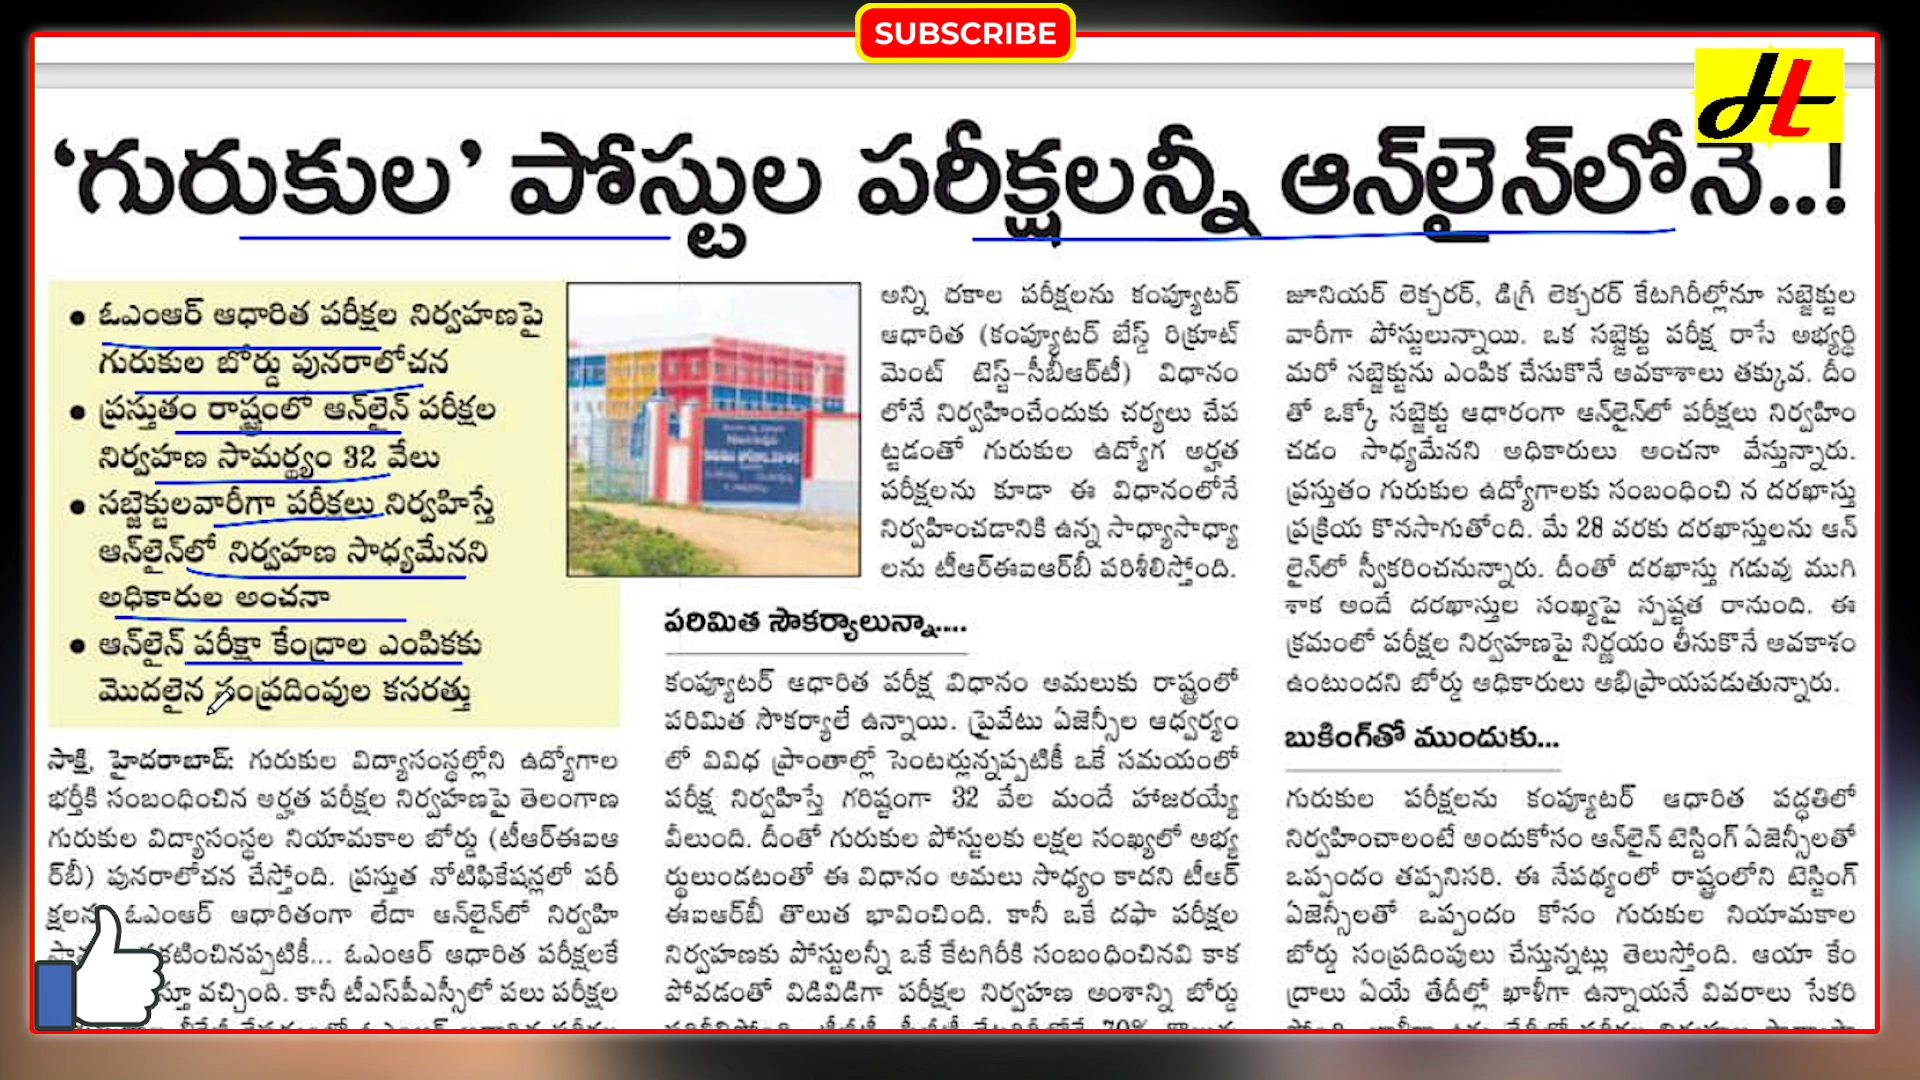 SUBSCRIBE
‘గురుకుల’ పోస్టుల పరీక్షలన్నీ ఆన్‌లైన్‌లోనే..!
● ఓఎంఆర్ ఆధారిత పరీక్షల నిర్వహణపై
గురుకుల బోర్డు పునరాలోచన
● ప్రస్తుతం రాష్ట్రంలో ఆన్‌లైన్ పరీక్షల
నిర్వహణ సామర్థ్యం 32 వేలు
● సబ్జెక్టులవారీగా పరీక్షలు నిర్వహిస్తే
ఆన్‌లైన్‌లో నిర్వహణ సాధ్యమేనని
అధికారుల అంచనా
● ఆన్‌లైన్ పరీక్షా కేంద్రాల ఎంపికకు
మొదలైన సంప్రదింపుల కసరత్తు
సాక్షి, హైదరాబాద్: గురుకుల విద్యాసంస్థల్లోని ఉద్యోగాల
భర్తీకి సంబంధించిన అర్హత పరీక్షల నిర్వహణపై తెలంగాణ
గురుకుల విద్యాసంస్థల నియామకాల బోర్డు (టీఆర్ఈఐఆ
ర్‌బీ) పునరాలోచన చేస్తోంది. ప్రస్తుత నోటిఫికేషన్లలో పరీ
క్షలను ఓఎంఆర్ ఆధారితంగా లేదా ఆన్‌లైన్‌లో నిర్వహి
ఓఎంఆర్ ఆధారిత పరీక్షలకే
వచ్చింది. కానీ టీఎస్‌పీఎస్సీలో పలు పరీక్షల
అన్ని రకాల పరీక్షలను కంప్యూటర్
ఆధారిత (కంప్యూటర్ బేస్డ్ రిక్రూట్
మెంట్ టెస్ట్–సీబీఆర్‌టీ) విధానం
లోనే నిర్వహించేందుకు చర్యలు చేప
ట్టడంతో గురుకుల ఉద్యోగ అర్హత
పరీక్షలను కూడా ఈ విధానంలోనే
నిర్వహించడానికి ఉన్న సాధ్యాసాధ్యా
లను టీఆర్ఈఐఆర్‌బీ పరిశీలిస్తోంది.
పరిమిత సౌకర్యాలున్నా....
కంప్యూటర్ ఆధారిత పరీక్ష విధానం అమలుకు రాష్ట్రంలో
పరిమిత సౌకర్యాలే ఉన్నాయి. ప్రైవేటు ఏజెన్సీల ఆధ్వర్యం
లో వివిధ ప్రాంతాల్లో సెంటర్లున్నప్పటికీ ఒకే సమయంలో
పరీక్ష నిర్వహిస్తే గరిష్టంగా 32 వేల మందే హాజరయ్యే
వీలుంది. దీంతో గురుకుల పోస్టులకు లక్షల సంఖ్యలో అభ్య
ర్థులుండటంతో ఈ విధానం అమలు సాధ్యం కాదని టీఆర్
ఈఐఆర్‌బీ తొలుత భావించింది. కానీ ఒకే దఫా పరీక్షల
నిర్వహణకు పోస్టులన్నీ ఒకే కేటగిరీకి సంబంధించినవి కాక
పోవడంతో విడివిడిగా పరీక్షల నిర్వహణ అంశాన్ని బోర్డు
జూనియర్ లెక్చరర్, డిగ్రీ లెక్చరర్ కేటగిరీల్లోనూ సబ్జెక్టుల
వారీగా పోస్టులున్నాయి. ఒక సబ్జెక్టు పరీక్ష రాసే అభ్యర్థి
మరో సబ్జెక్టును ఎంపిక చేసుకొనే అవకాశాలు తక్కువ. దీం
తో ఒక్కో సబ్జెక్టు ఆధారంగా ఆన్‌లైన్‌లో పరీక్షలు నిర్వహిం
చడం సాధ్యమేనని అధికారులు అంచనా వేస్తున్నారు.
ప్రస్తుతం గురుకుల ఉద్యోగాలకు సంబంధించి న దరఖాస్తు
ప్రక్రియ కొనసాగుతోంది. మే 28 వరకు దరఖాస్తులను ఆన్
లైన్‌లో స్వీకరించనున్నారు. దీంతో దరఖాస్తు గడువు ముగి
శాక అందే దరఖాస్తుల సంఖ్యపై స్పష్టత రానుంది. ఈ
క్రమంలో పరీక్షల నిర్వహణపై నిర్ణయం తీసుకొనే అవకాశం
ఉంటుందని బోర్డు అధికారులు అభిప్రాయపడుతున్నారు.
బుకింగ్‌తో ముందుకు...
గురుకుల పరీక్షలను కంప్యూటర్ ఆధారిత పద్ధతిలో
నిర్వహించాలంటే అందుకోసం ఆన్‌లైన్ టెస్టింగ్ ఏజెన్సీలతో
ఒప్పందం తప్పనిసరి. ఈ నేపథ్యంలో రాష్ట్రంలోని టెస్టింగ్
ఏజెన్సీలతో ఒప్పందం కోసం గురుకుల నియామకాల
బోర్డు సంప్రదింపులు చేస్తున్నట్లు తెలుస్తోంది. ఆయా కేం
ద్రాలు ఏయే తేదీల్లో ఖాళీగా ఉన్నాయనే వివరాలు సేకరి